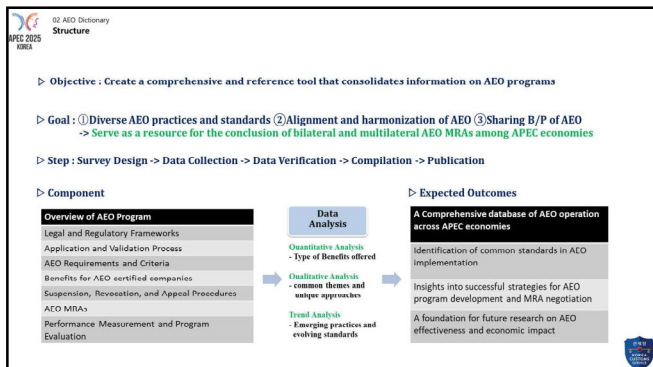 02 AEO Dictionary
Structure
APEC 2025
KOREA
▷ Objective : Create a comprehensive and reference tool that consolidates information on AEO programs
▷ Goal : ①Diverse AEO practices and standards ②Alignment and harmonization of AEO ③Sharing B/P of AEO
-> Serve as a resource for the conclusion of bilateral and multilateral AEO MRAs among APEC economies
▷ Step : Survey Design -> Data Collection -> Data Verification -> Compilation -> Publication
▷ Component
Overview of AEO Program
Legal and Regulatory Frameworks
Application and Validation Process
AEO Requirements and Criteria
Benefits for AEO certified companies
Suspension, Revocation, and Appeal Procedures
AEO MRAs
Performance Measurement and Program
Evaluation
Data
Analysis
Quantitative Analysis
- Type of Benefits offered
Qualitative Analysis
- common themes and
unique approaches
Trend Analysis
- Emerging practices and
evolving standards
▷ Expected Outcomes
A Comprehensive database of AEO operation
across APEC economies
Identification of common standards in AEO
implementation
Insights into successful strategies for AEO
program development and MRA negotiation
A foundation for future research on AEO
effectiveness and economic impact
관세청
KOREA
CUSTOMS
SERVICE